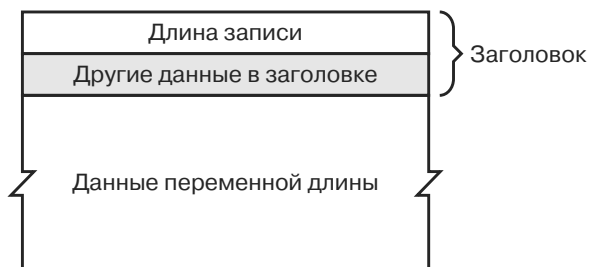 Длина записи
Другие данные в заголовке
Заголовок
Данные переменной длины